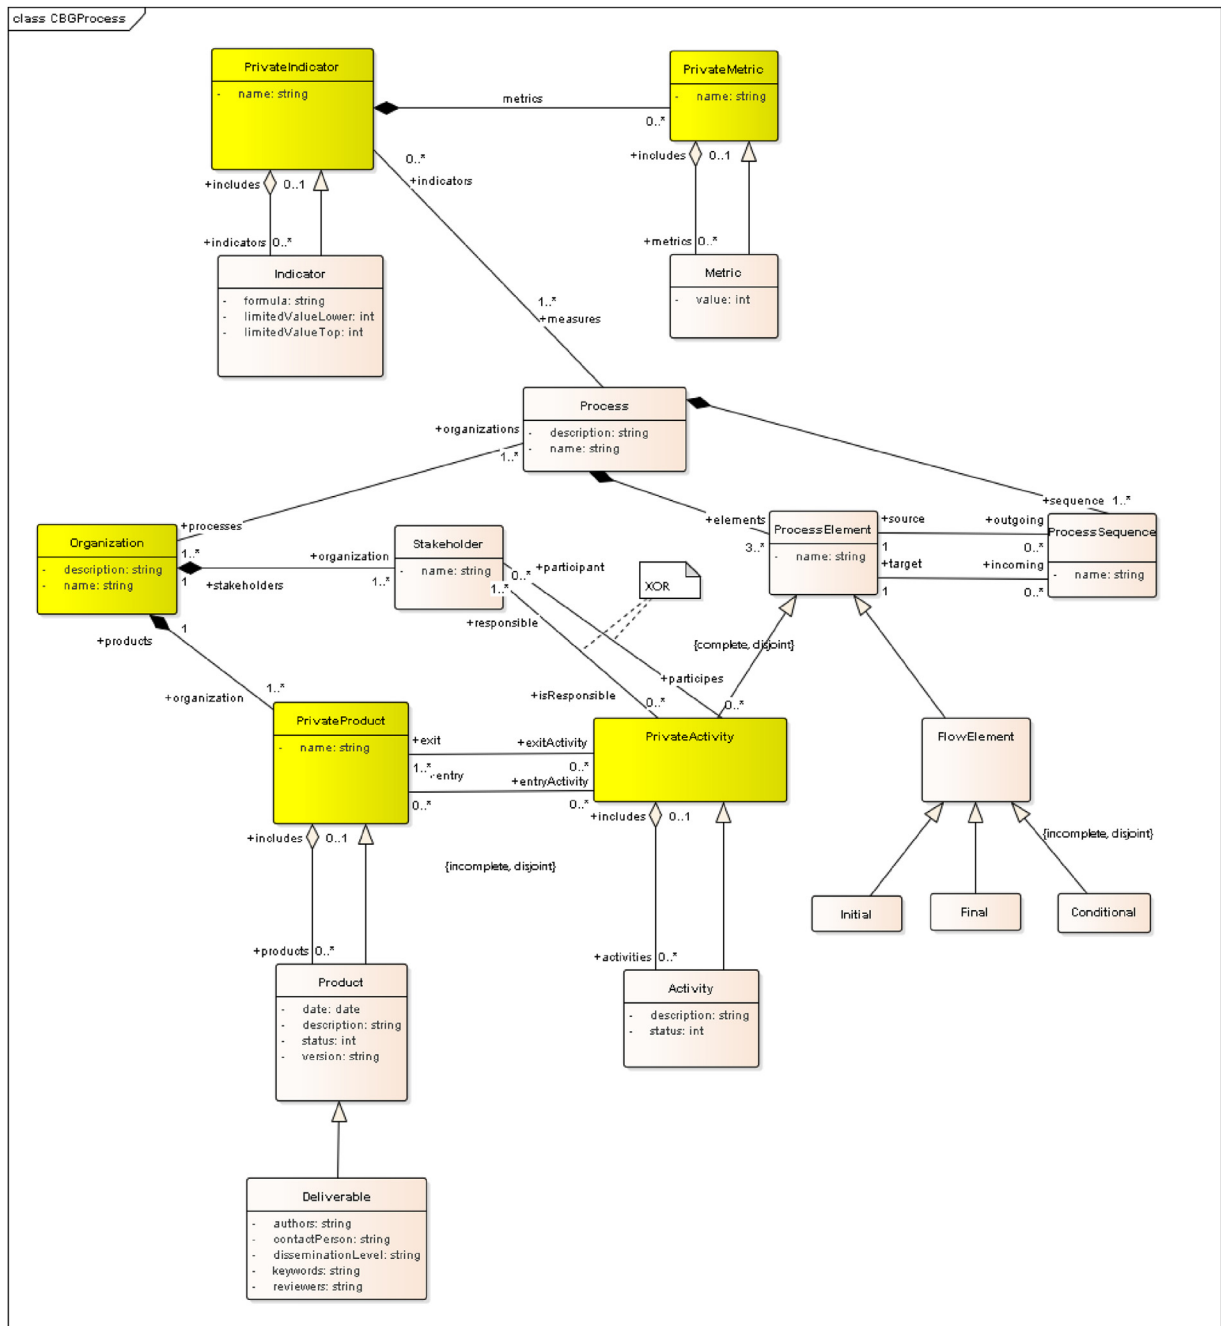 class CBGProcess
PrivateIndicator
- name: string
PrivateMetric
- name: string
metrics
0..*
0..*
+indicators
+includes 0..1
+includes 0..1
+indicators 0..*
+metrics 0..*
Indicator
- formula: string
- limitedValueLower: int
- limitedValueTop: int
Metric
- value: int
1..*
+measures
Process
- description: string
- name: string
+organizations
1..*
+processes
1..*
+sequence 1..*
+elements
3..*
Organization
- description: string
- name: string
1
+stakeholders
+organization
1..*
Stakeholder
- name: string
0..*
+participant
1..*
+responsible
XOR
ProcessElement
- name: string
+source
1
+outgoing
0..*
+target
1
+incoming
0..*
ProcessSequence
- name: string
+products
1
+organization
1..*
{complete, disjoint}
+participes
0..*
+isResponsible
0..*
PrivateProduct
- name: string
+exit
1..*
+exitActivity
0..*
entry
0..*
+entryActivity
0..*
PrivateActivity
FlowElement
+includes 0..1
+includes 0..1
{incomplete, disjoint}
{incomplete, disjoint}
Initial
Final
Conditional
+products 0..*
+activities 0..*
Product
- date: date
- description: string
- status: int
- version: string
Activity
- description: string
- status: int
Deliverable
- authors: string
- contactPerson: string
- disseminationLevel: string
- keywords: string
- reviewers: string